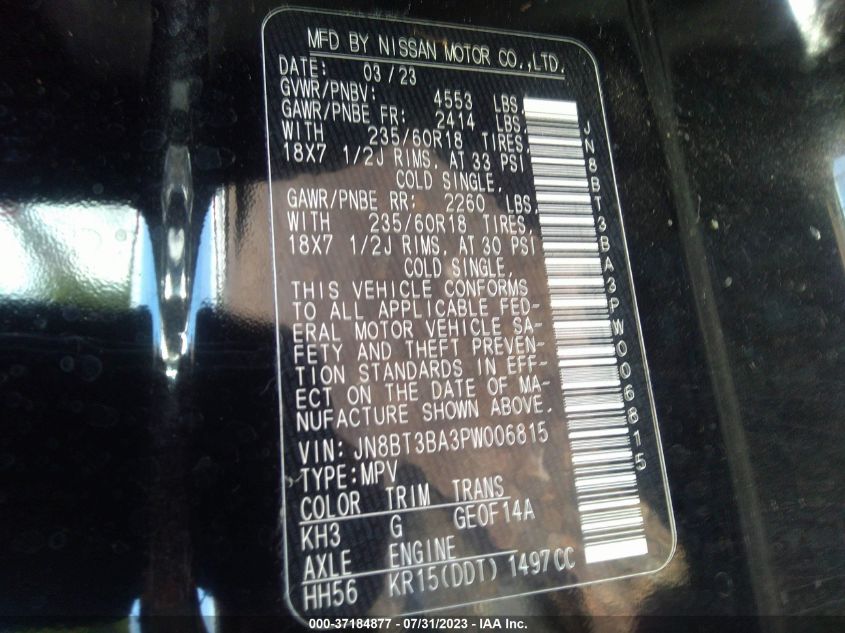 MFD BY NISSAN MOTOR CO.,LTD.
DATE: 03/23
GVWR/PNBV: 4553 LBS,
GAWR/PNBE FR: 2414 LBS,
WITH 235/60R18 TIRES,
18X7 1/2J RIMS, AT 33 PSI
COLD SINGLE,
GAWR/PNBE RR: 2260 LBS,
WITH 235/60R18 TIRES,
18X7 1/2J RIMS, AT 30 PSI
COLD SINGLE,
THIS VEHICLE CONFORMS
TO ALL APPLICABLE FED-
ERAL MOTOR VEHICLE SA-
FETY AND THEFT PREVEN-
TION STANDARDS IN EFF-
ECT ON THE DATE OF MA-
NUFACTURE SHOWN ABOVE.
VIN: JN8BT3BA3PW006815
TYPE:MPV
COLOR TRIM TRANS
KH3 G GE0F14A
AXLE ENGINE
HH56 KR15(DDT) 1497CC
JN8BT3BA3PW006815
000-37184877 - 07/31/2023 - IAA Inc.